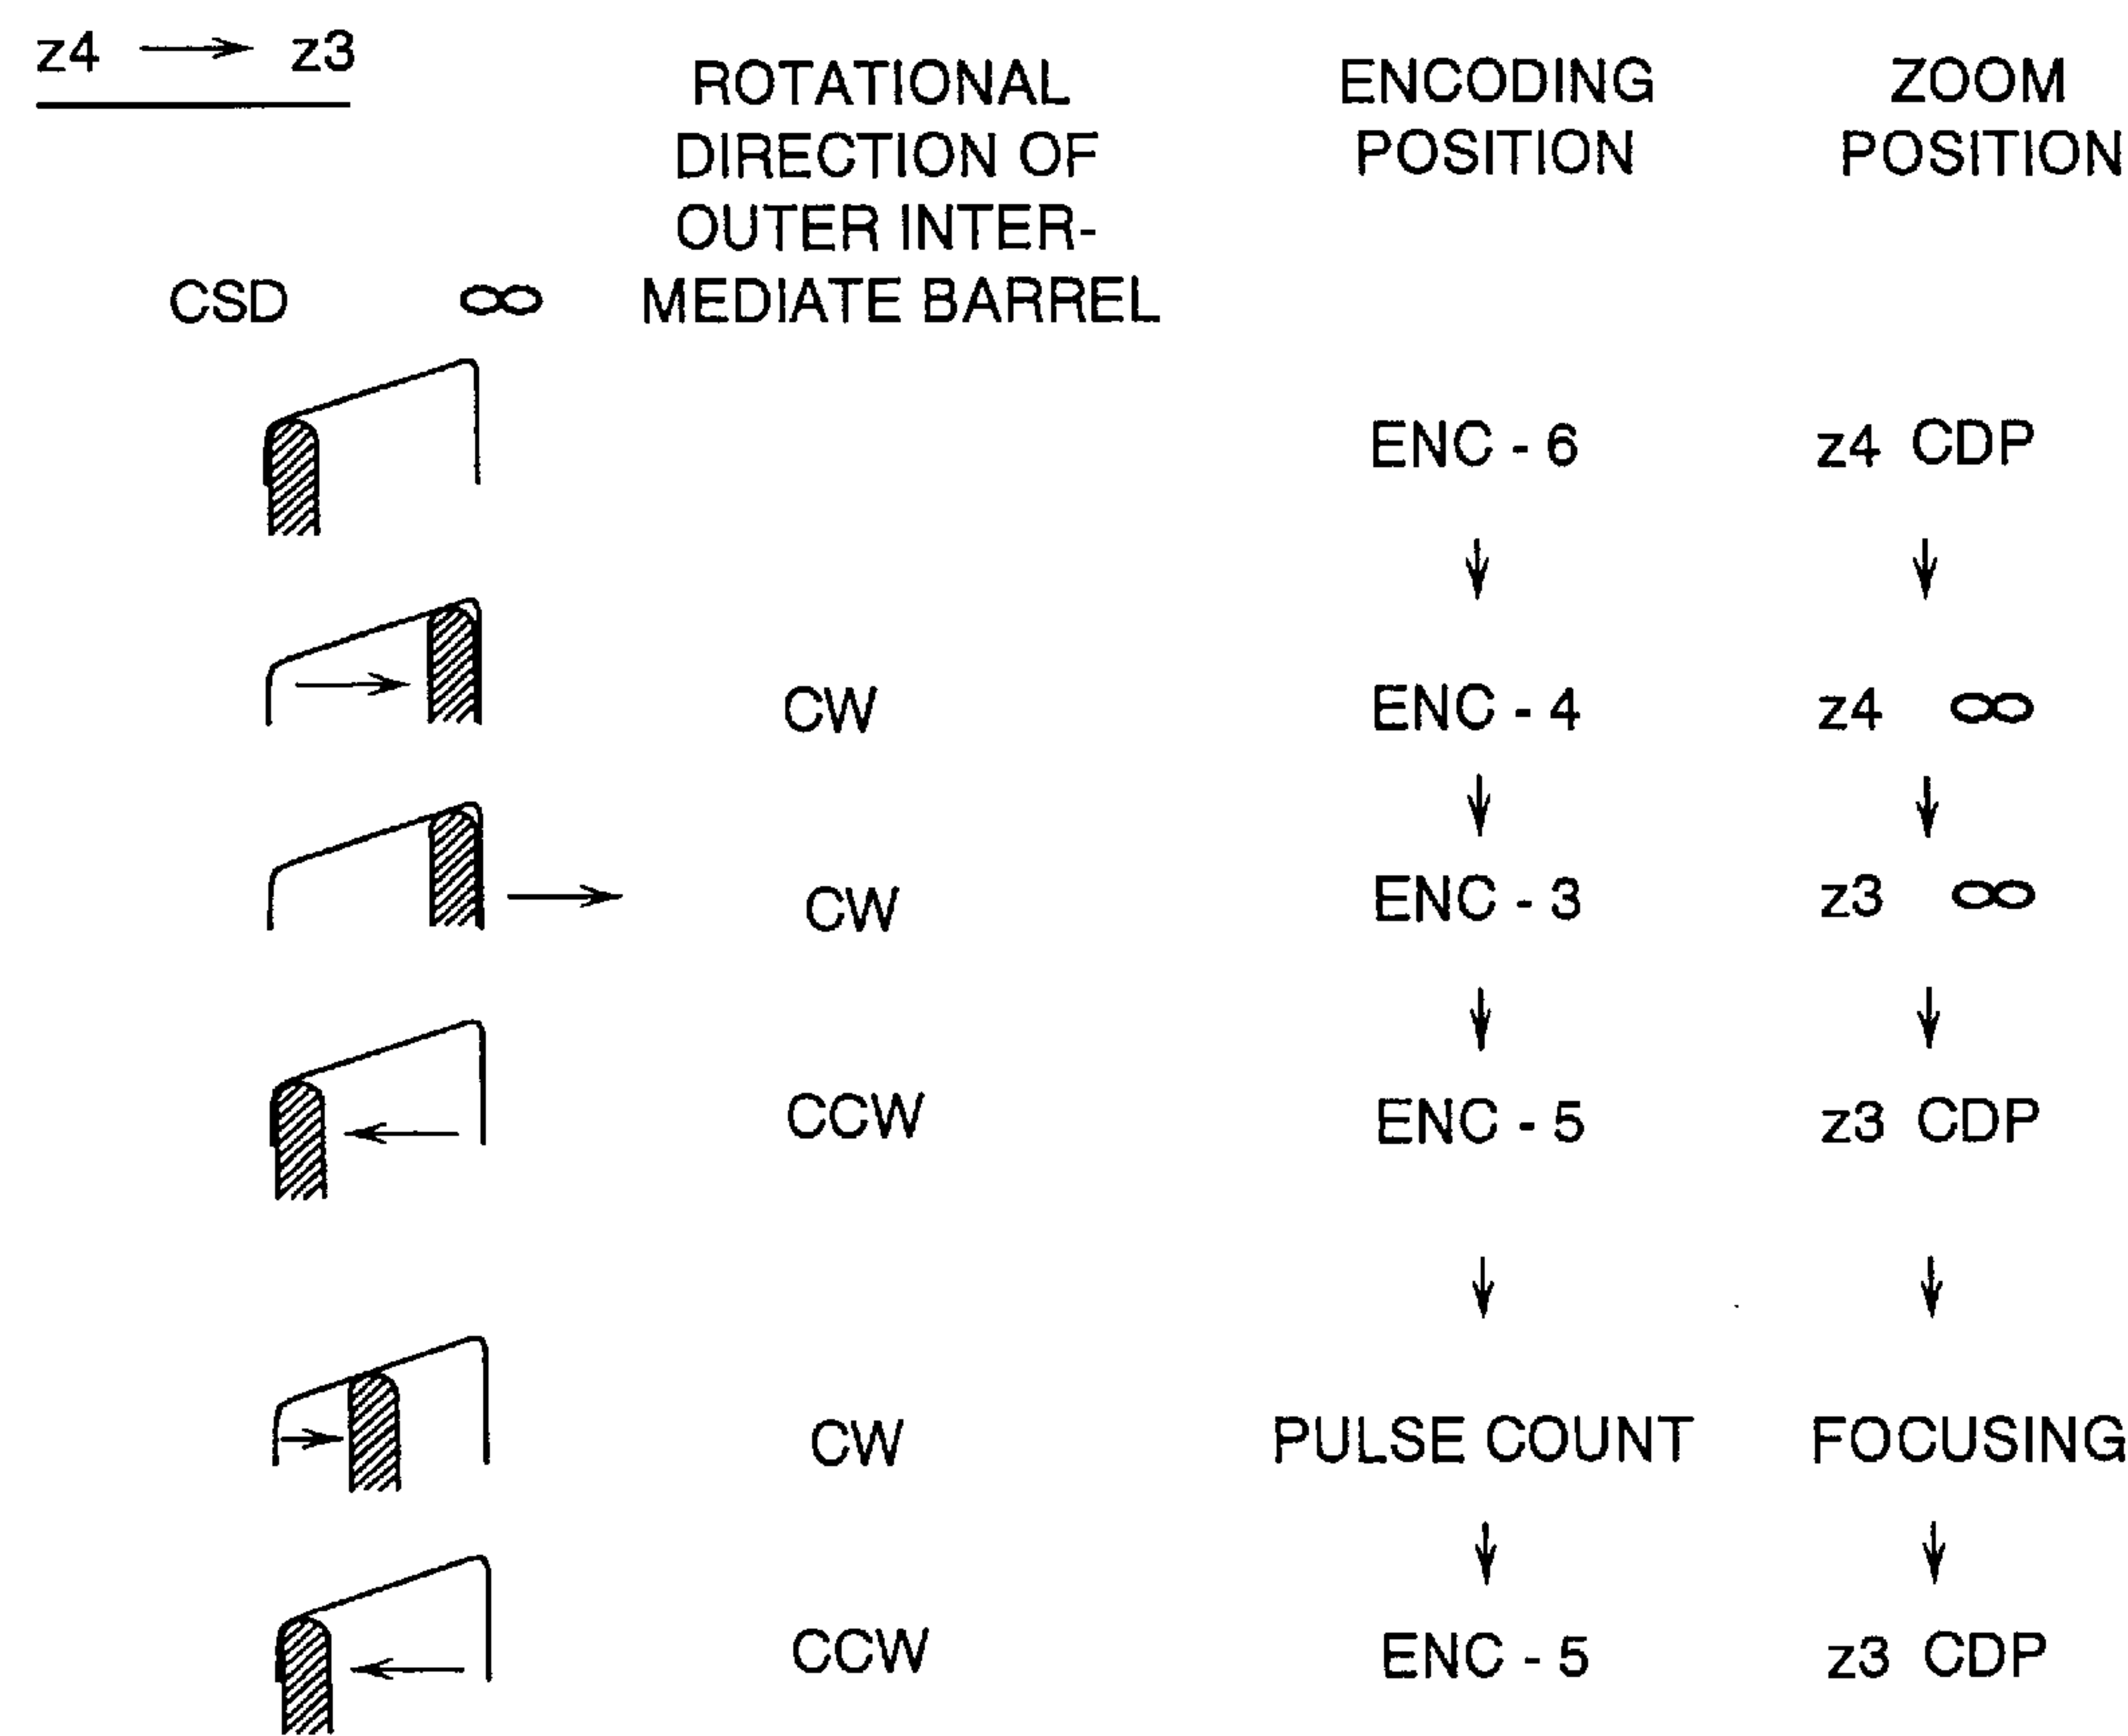 z4 → z3
ROTATIONAL DIRECTION OF OUTER INTER-MEDIATE BARREL
ENCODING POSITION
ZOOM POSITION
CSD ∞
ENC - 6 z4 CDP
↓ ↓
CW ENC - 4 z4 ∞
↓ ↓
CW ENC - 3 z3 ∞
↓ ↓
CCW ENC - 5 z3 CDP
↓ ↓
CW PULSE COUNT FOCUSING
↓ ↓
CCW ENC - 5 z3 CDP